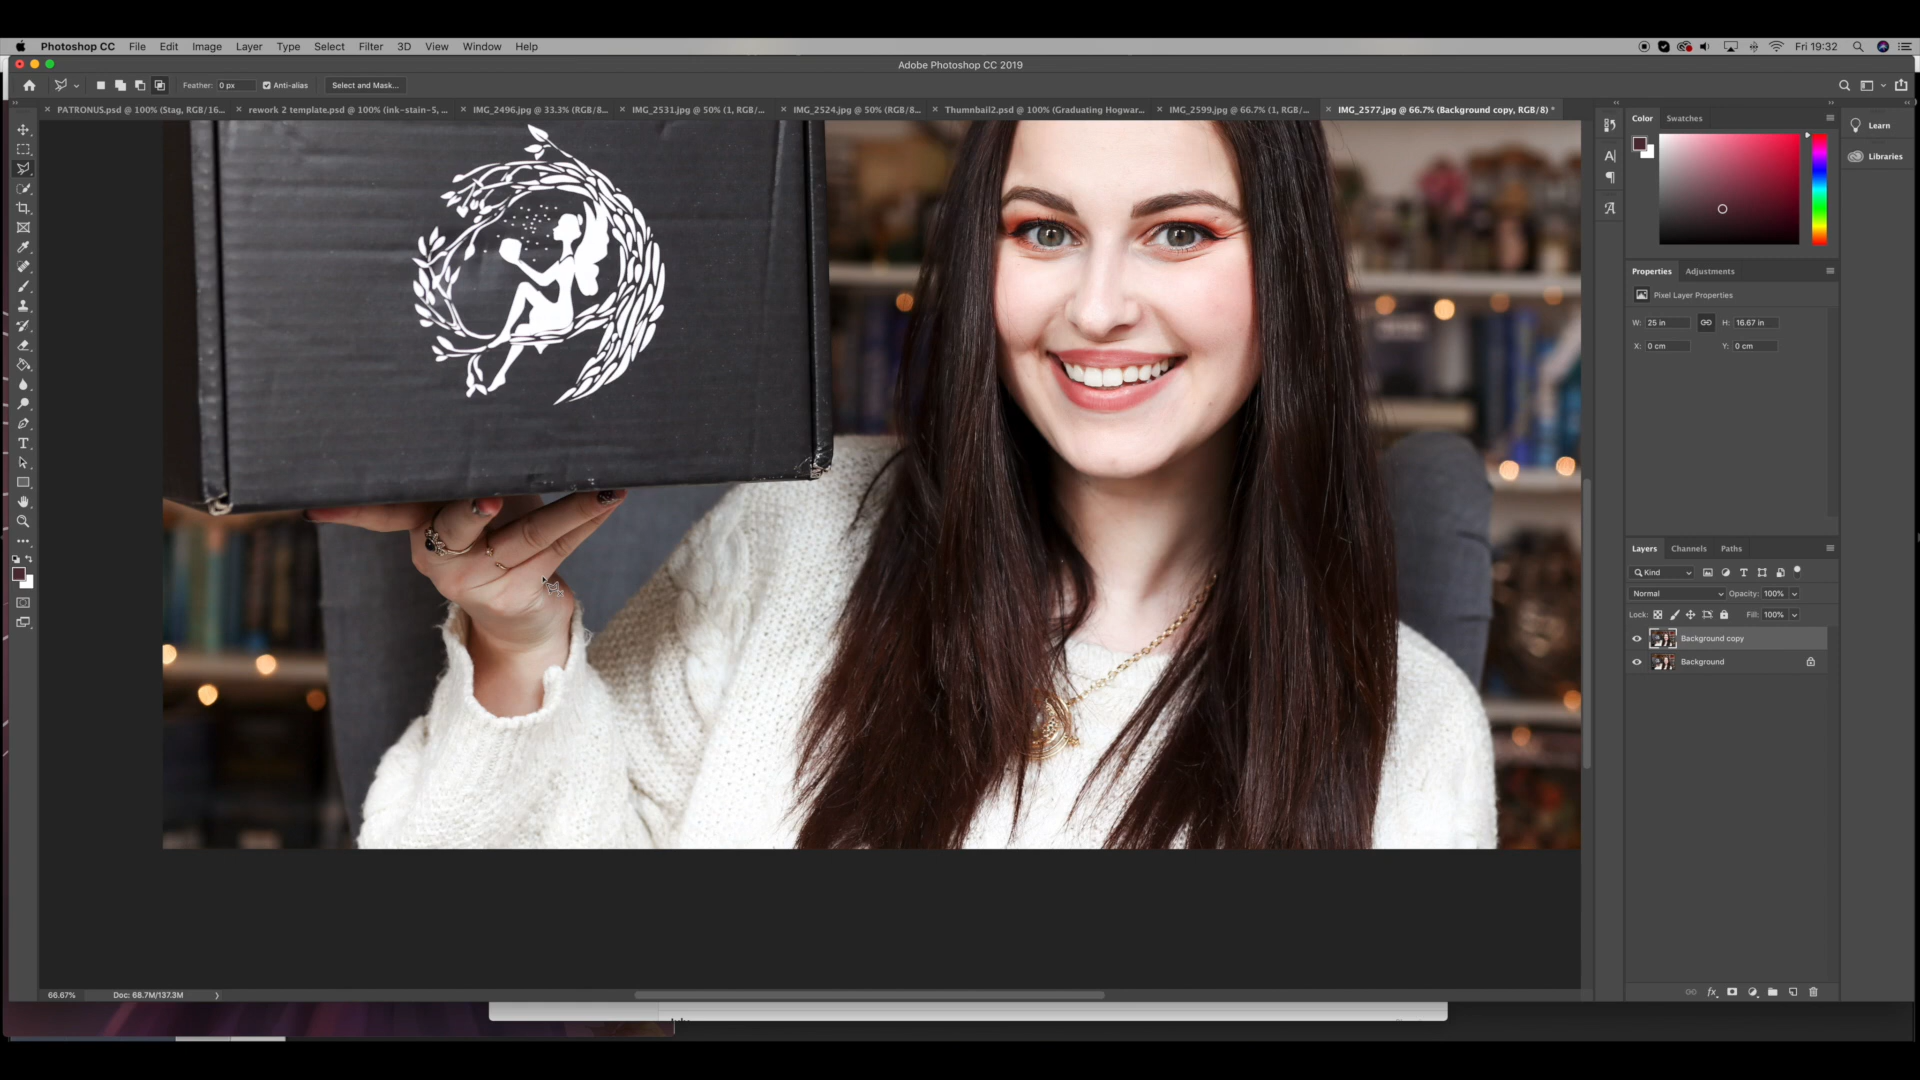 Photoshop CC File Edit Image Layer Type Select Filter 3D View Window Help Fri 19:32
Adobe Photoshop CC 2019
Feather: 0 px Anti-alias Select and Mask...
PATRONUS.psd @ 100% (Stag, RGB/16... rework 2 template.psd @ 100% (ink-stain-5, ... IMG_2496.jpg @ 33.3% (RGB/8... IMG_2531.jpg @ 50% (1, RGB/... IMG_2524.jpg @ 50% (RGB/8... Thumbnail2.psd @ 100% (Graduating Hogwar... IMG_2599.jpg @ 66.7% (1, RGB/... IMG_2577.jpg @ 66.7% (Background copy, RGB/8) *
Color Swatches
Learn
Libraries
Properties Adjustments
Pixel Layer Properties
W: 25 in H: 16.67 in
X: 0 cm Y: 0 cm
Layers Channels Paths
Kind
Normal Opacity: 100%
Lock: Fill: 100%
Background copy
Background
fx
66.67% Doc: 68.7M/137.3M